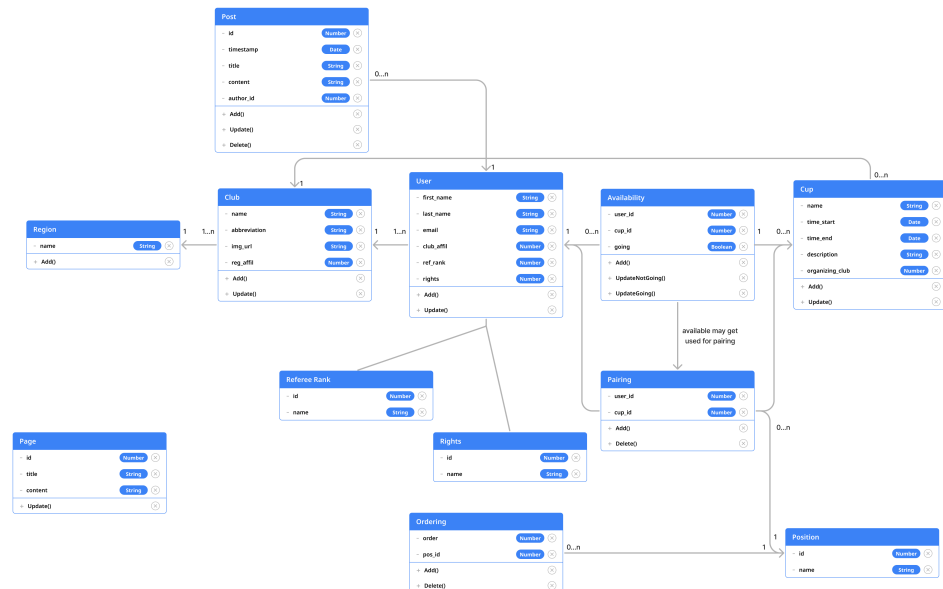 Post
- id Number
- timestamp Date
- title String
- content String
- author_id Number
+ Add()
+ Update()
+ Delete()
0...n
1
1
0...n
User
- first_name String
- last_name String
- email String
- club_affil Number
- ref_rank Number
- rights Number
+ Add()
+ Update()
Club
- name String
- abbreviation String
- img_url String
- reg_affil Number
+ Add()
+ Update()
Availability
- user_id Number
- cup_id Number
- going Boolean
+ Add()
+ UpdateNotGoing()
+ UpdateGoing()
Cup
- name String
- time_start Date
- time_end Date
- description String
- organizing_club Number
+ Add()
+ Update()
Region
- name String
+ Add()
1 1...n
1 1...n
1 0...n
1 0...n
available may get
used for pairing
Referee Rank
- id Number
- name String
Pairing
- user_id Number
- cup_id Number
+ Add()
+ Delete()
0...n
Page
- id Number
- title String
- content String
+ Update()
Rights
- id Number
- name String
Ordering
- order Number
- pos_id Number
+ Add()
+ Delete()
0...n
1
1
Position
- id Number
- name String